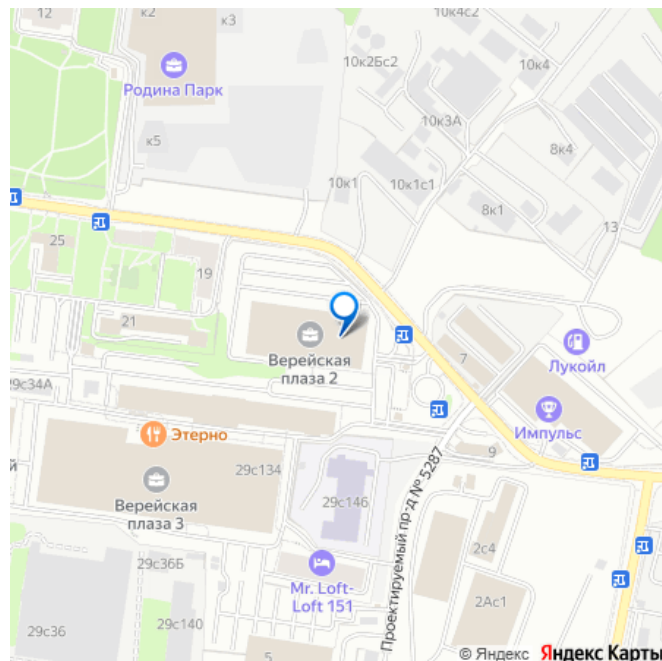 12
к2
к3
10к4с2
10к2Бс2
10к4
Родина Парк
10к3А
к5
8к4
10к1
10к1с1
8к1
13
25
19
21
Верейская
плаза 2
7
Лукойл
29с34А
Импульс
Этерно
9
й
29с134
Верейская
плаза 3
29с146
Проектируемый пр-д № 5287
2с4
29с36Б
Mr. Loft-
Loft 151
2Ас1
29с36
29с140
5
© Яндекс Яндекс Карты